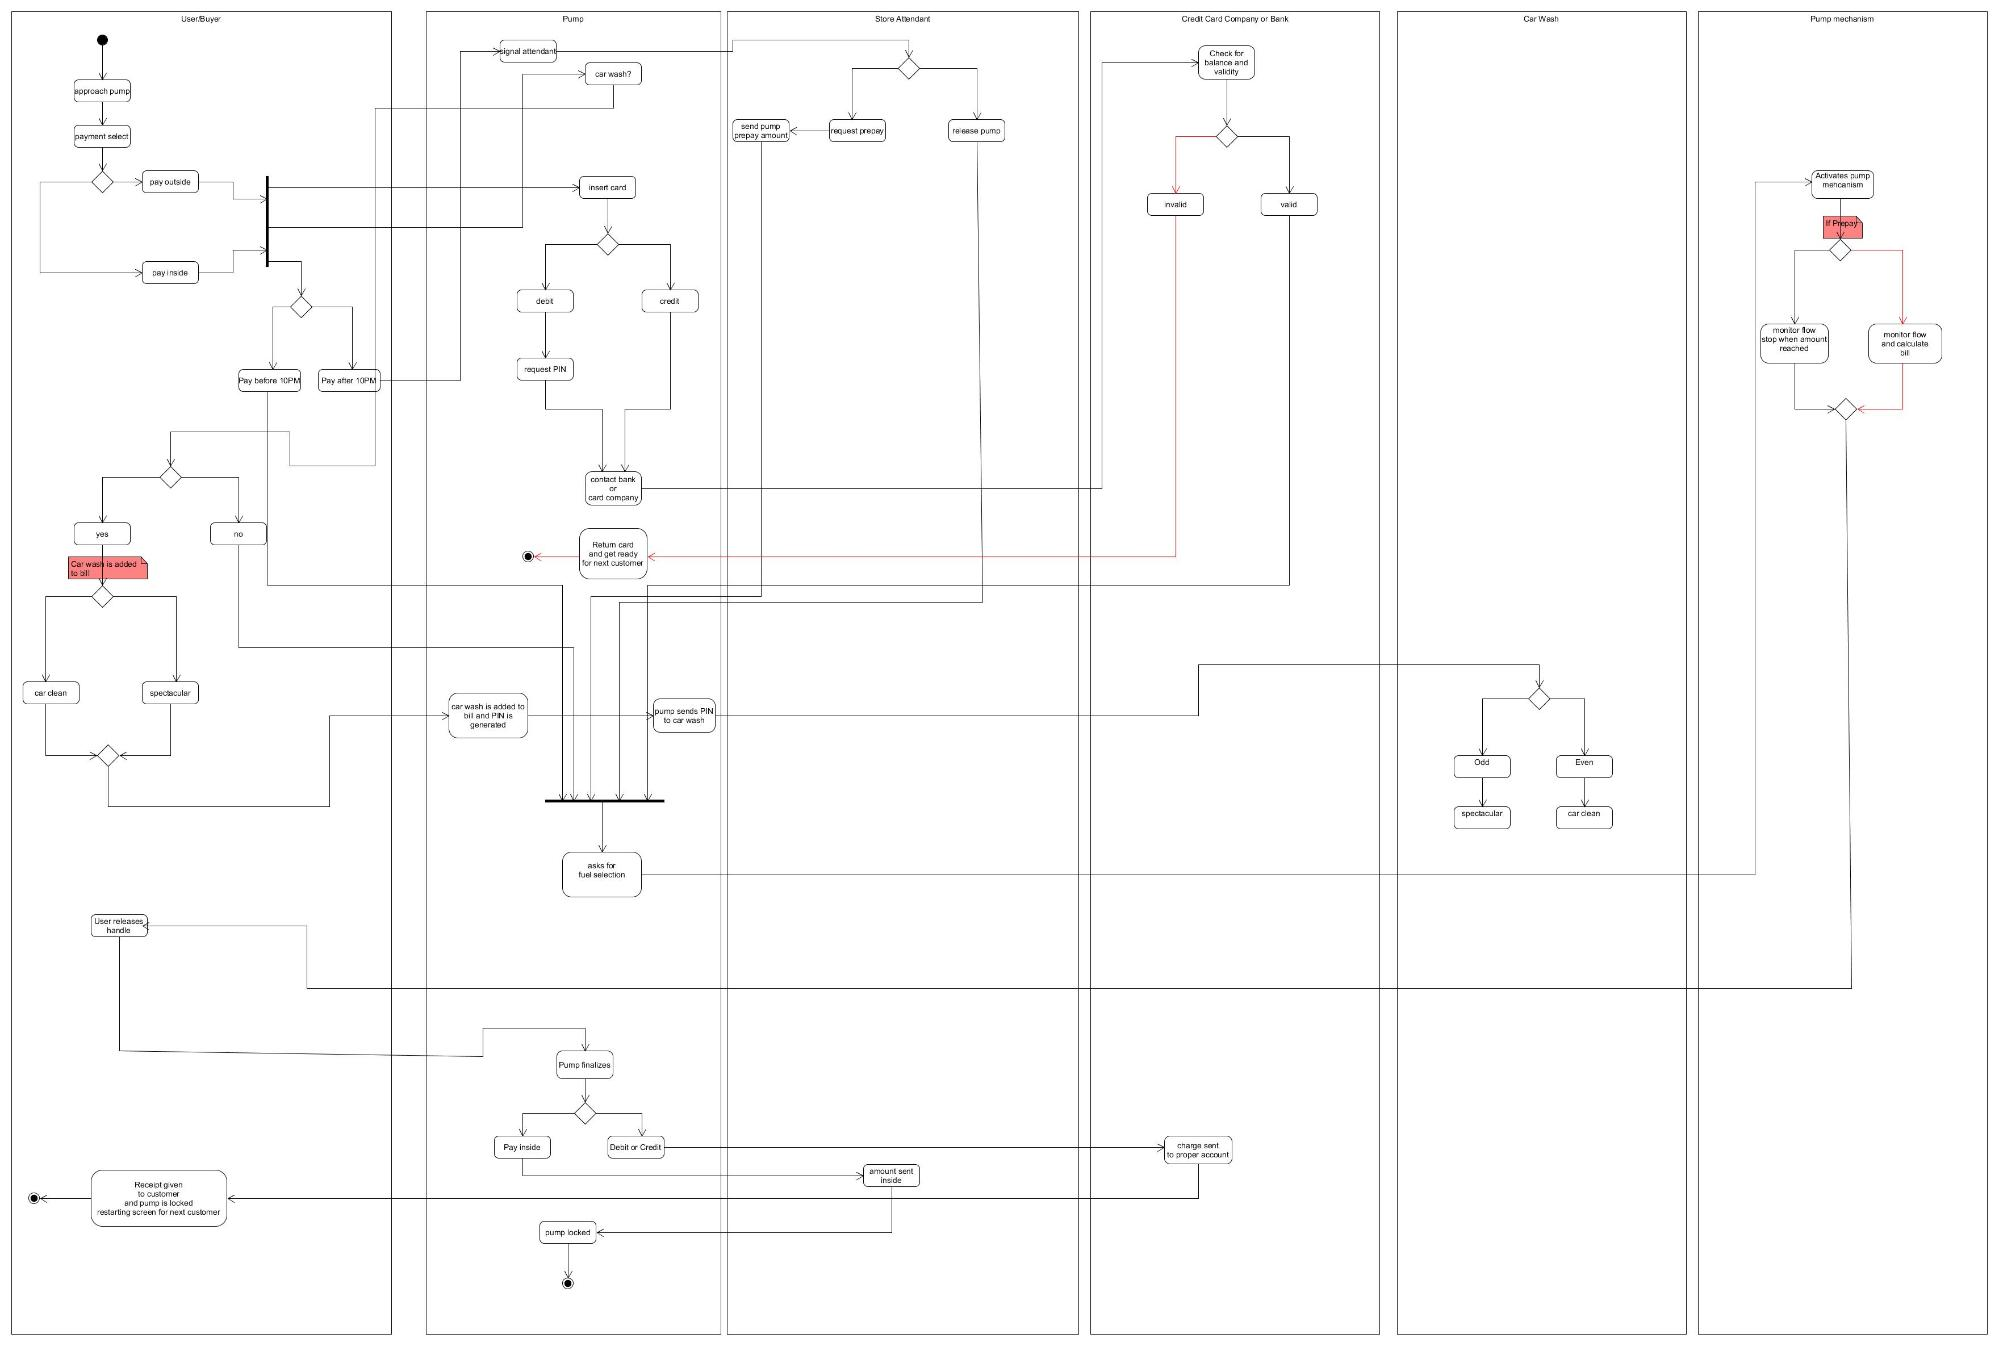 User/Buyer
Pump
Store Attendant
Credit Card Company or Bank
Car Wash
Pump mechanism
approach pump
payment select
pay outside
pay inside
Pay before 10PM
Pay after 10PM
yes
no
Car wash is added
to bill
car clean
spectacular
User releases
handle
Receipt given
to customer
and pump is locked
restarting screen for next customer
signal attendant
car wash?
insert card
debit
credit
request PIN
contact bank
or
card company
Return card
and get ready
for next customer
car wash is added to
bill and PIN is
generated
pump sends PIN
to car wash
asks for
fuel selection
Pump finalizes
Pay inside
Debit or Credit
pump locked
send pump
prepay amount
request prepay
release pump
amount sent
inside
Check for
balance and
validity
invalid
valid
charge sent
to proper account
Odd
Even
spectacular
car clean
Activates pump
mehcanism
If Prepay
monitor flow
stop when amount
reached
monitor flow
and calculate
bill